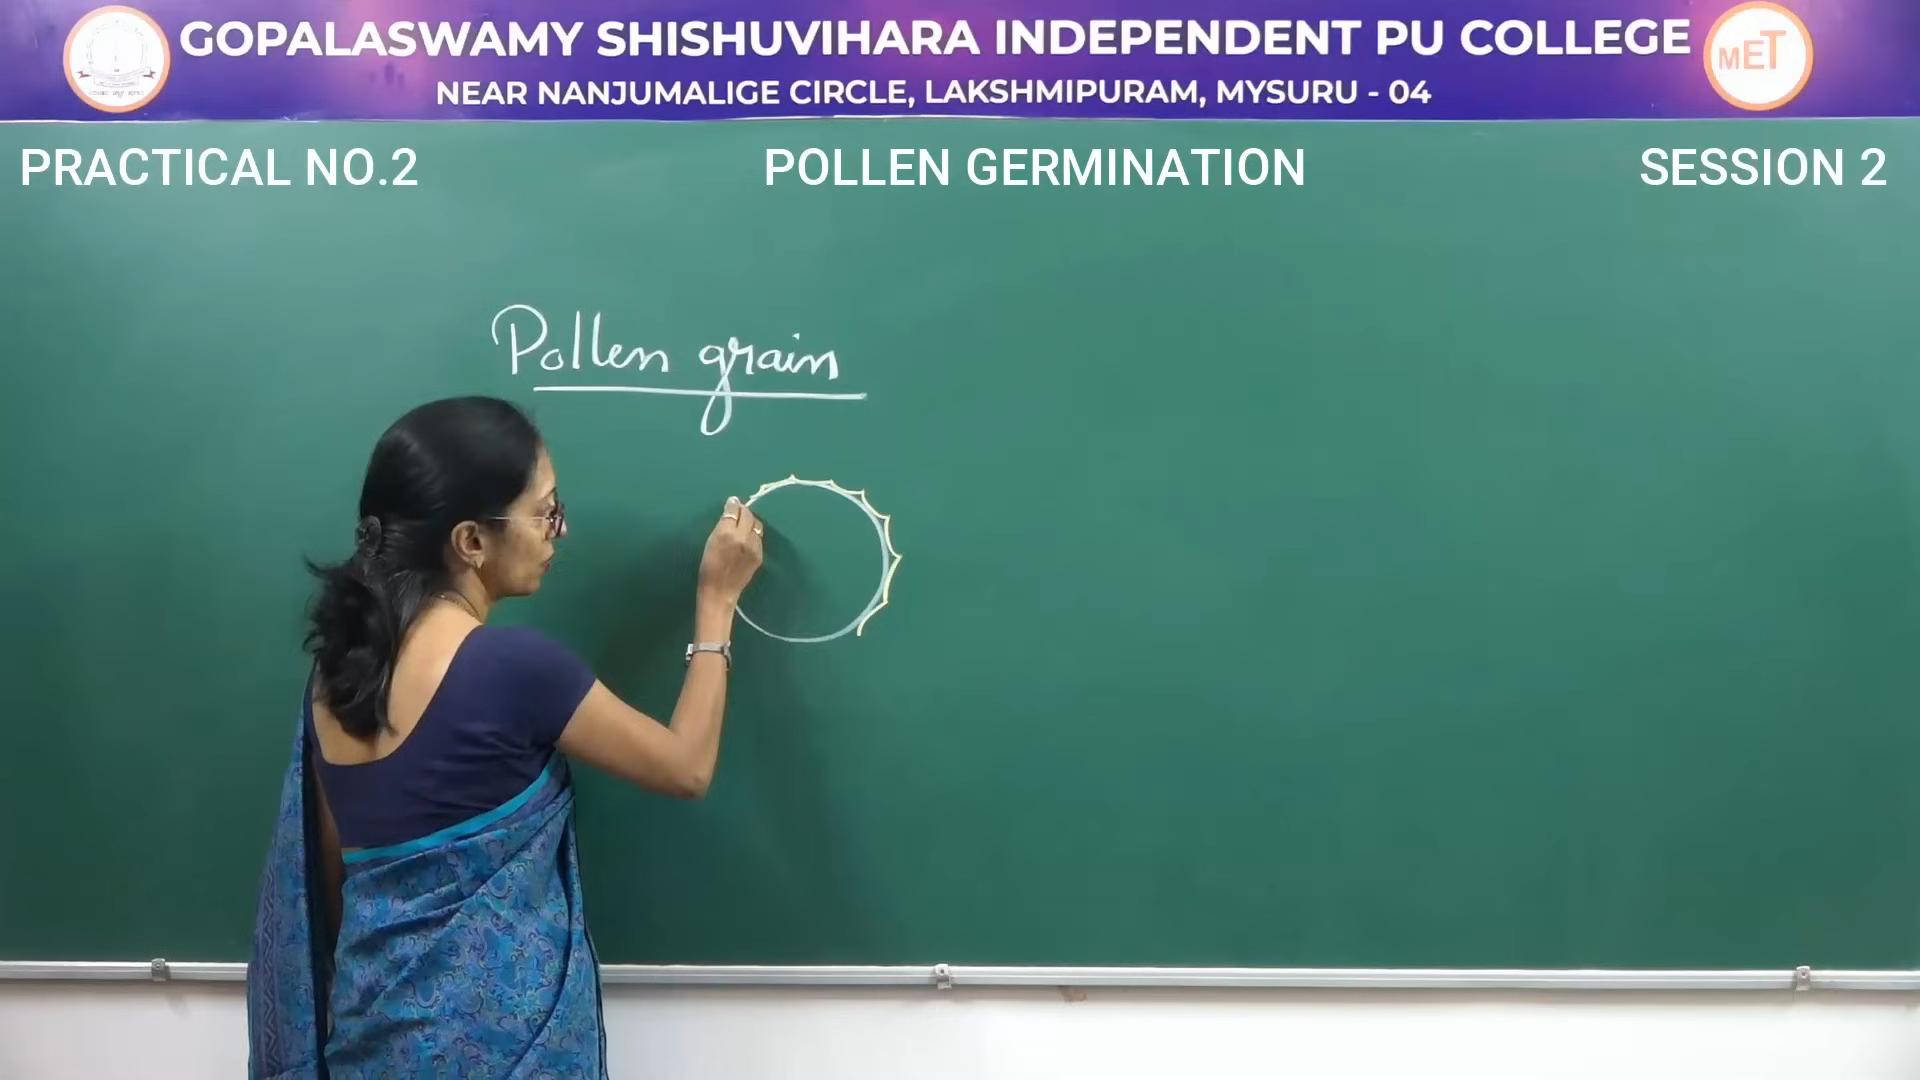 GOPALASWAMY SHISHUVIHARA INDEPENDENT PU COLLEGE
MET
NEAR NANJUMALIGE CIRCLE, LAKSHMIPURAM, MYSURU - 04
PRACTICAL NO.2
POLLEN GERMINATION
SESSION 2
Pollen grain